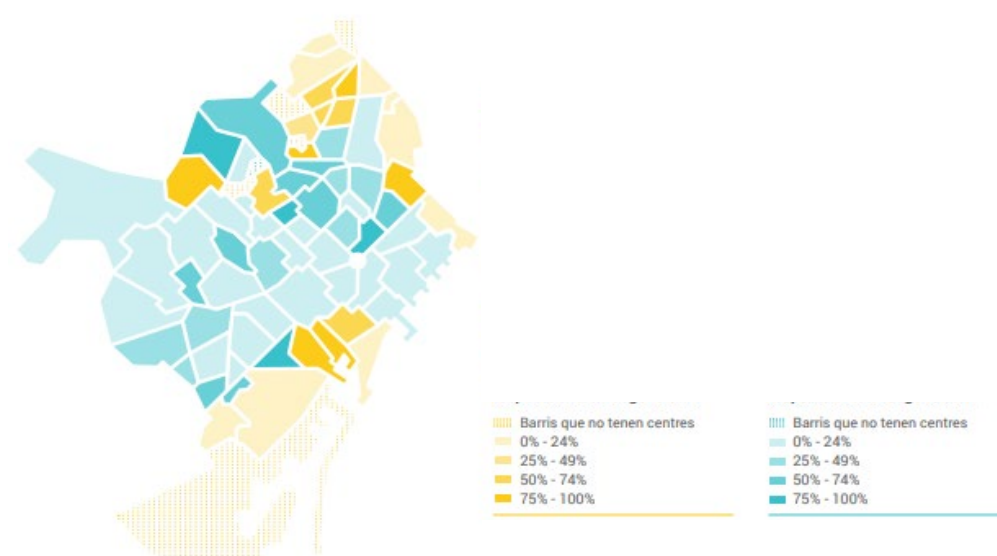 Barris que no tenen centres
0% - 24%
25% - 49%
50% - 74%
75% - 100%
Barris que no tenen centres
0% - 24%
25% - 49%
50% - 74%
75% - 100%